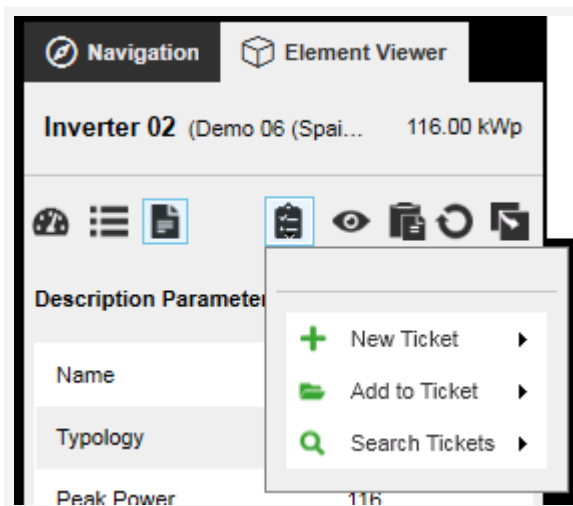 Navigation Element Viewer
Inverter 02 (Demo 06 (Spai... 116.00 kWp
Description Parameter
New Ticket
Name
Add to Ticket
Typology
Search Tickets
Peak Power 116